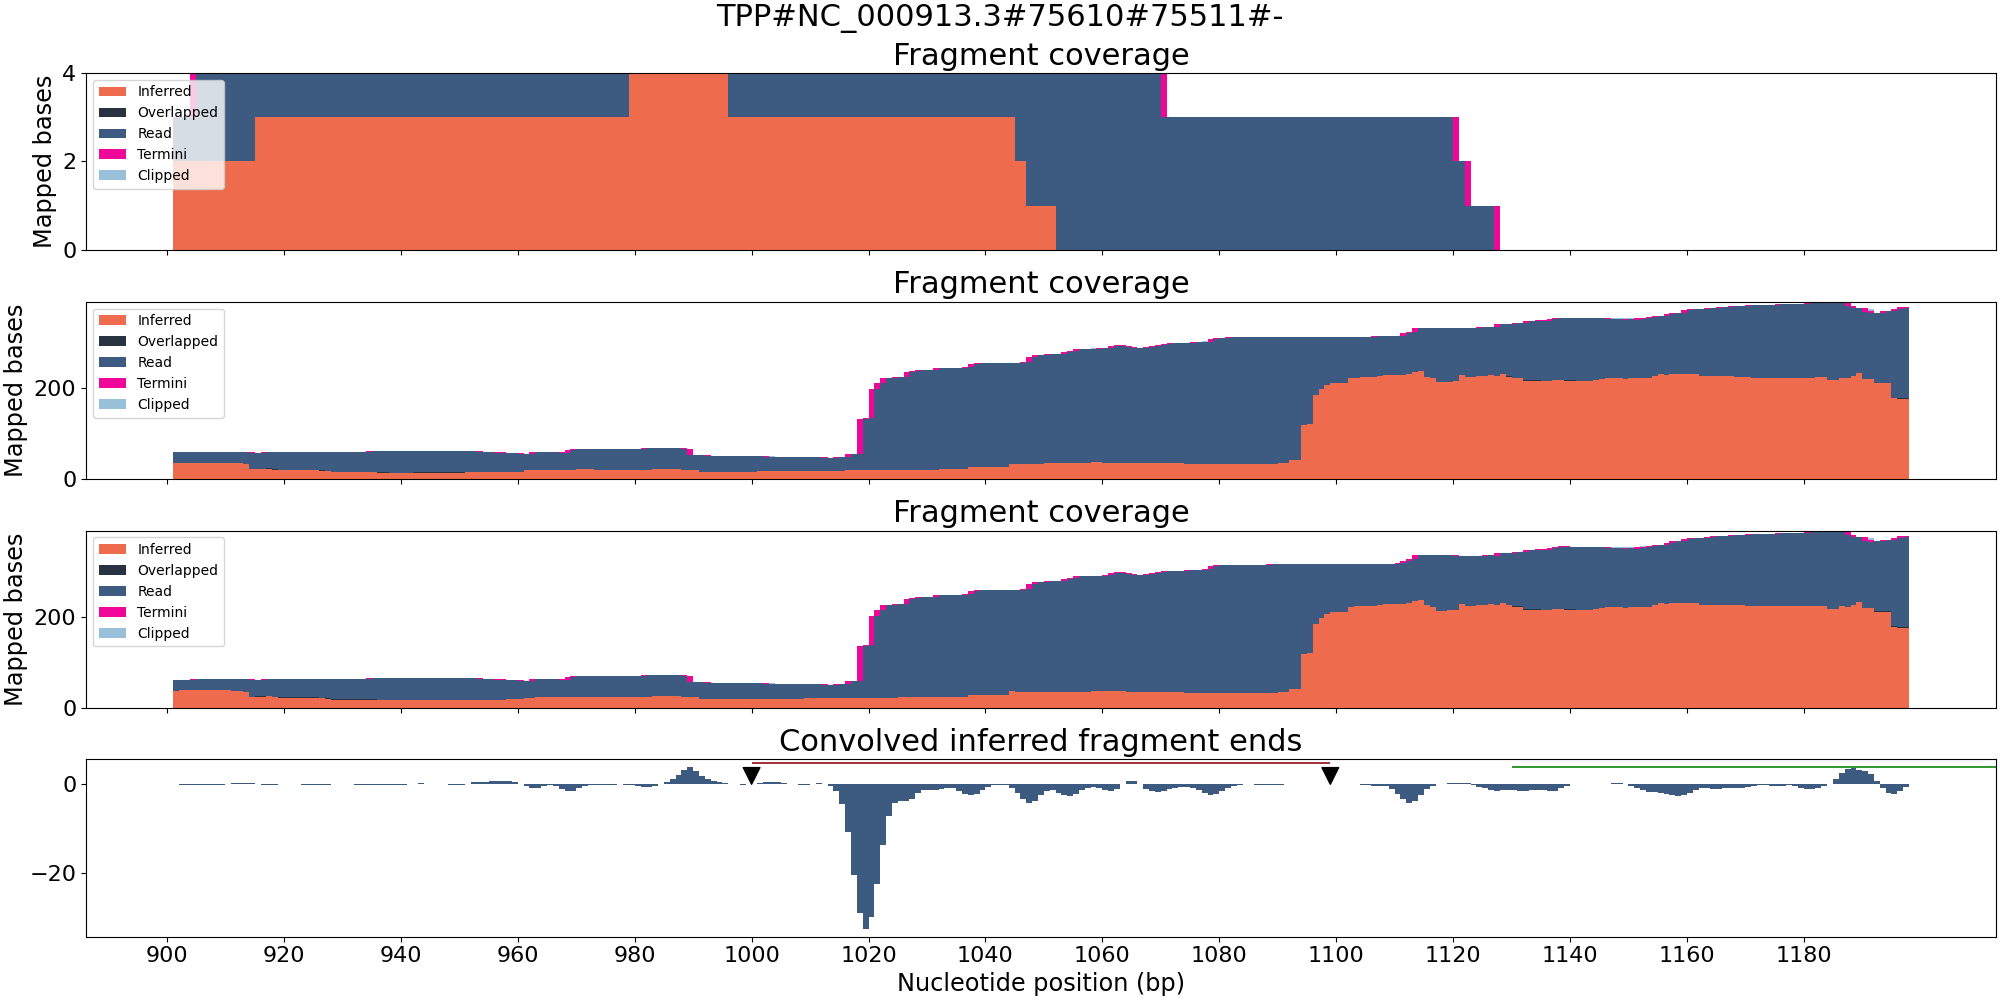 TPP#NC_000913.3#75610#75511#-
Fragment coverage
Mapped bases
4
2
0
Inferred
Overlapped
Read
Termini
Clipped
Fragment coverage
Mapped bases
200
0
Inferred
Overlapped
Read
Termini
Clipped
Fragment coverage
Mapped bases
200
0
Inferred
Overlapped
Read
Termini
Clipped
Convolved inferred fragment ends
0
−20
900 920 940 960 980 1000 1020 1040 1060 1080 1100 1120 1140 1160 1180
Nucleotide position (bp)